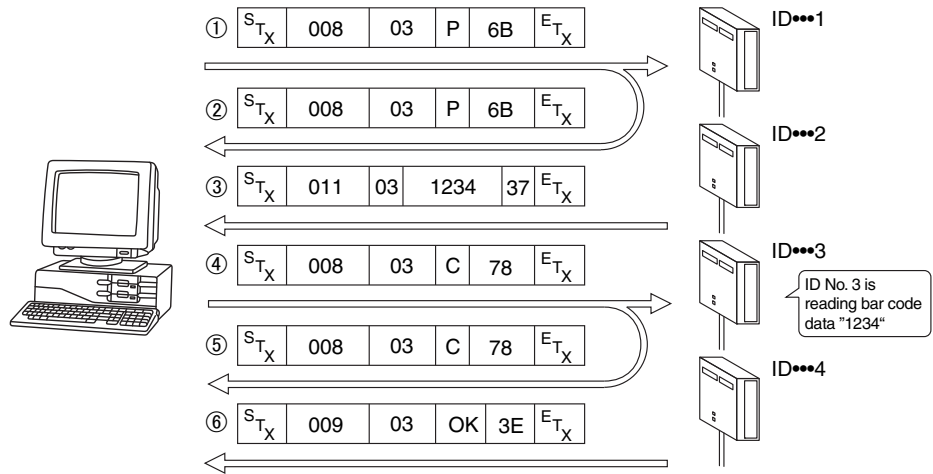 ① STX 008 03 P 6B ETX
ID•••1
② STX 008 03 P 6B ETX
ID•••2
③ STX 011 03 1234 37 ETX
④ STX 008 03 C 78 ETX
ID•••3
ID No. 3 is
reading bar code
data "1234"
⑤ STX 008 03 C 78 ETX
ID•••4
⑥ STX 009 03 OK 3E ETX